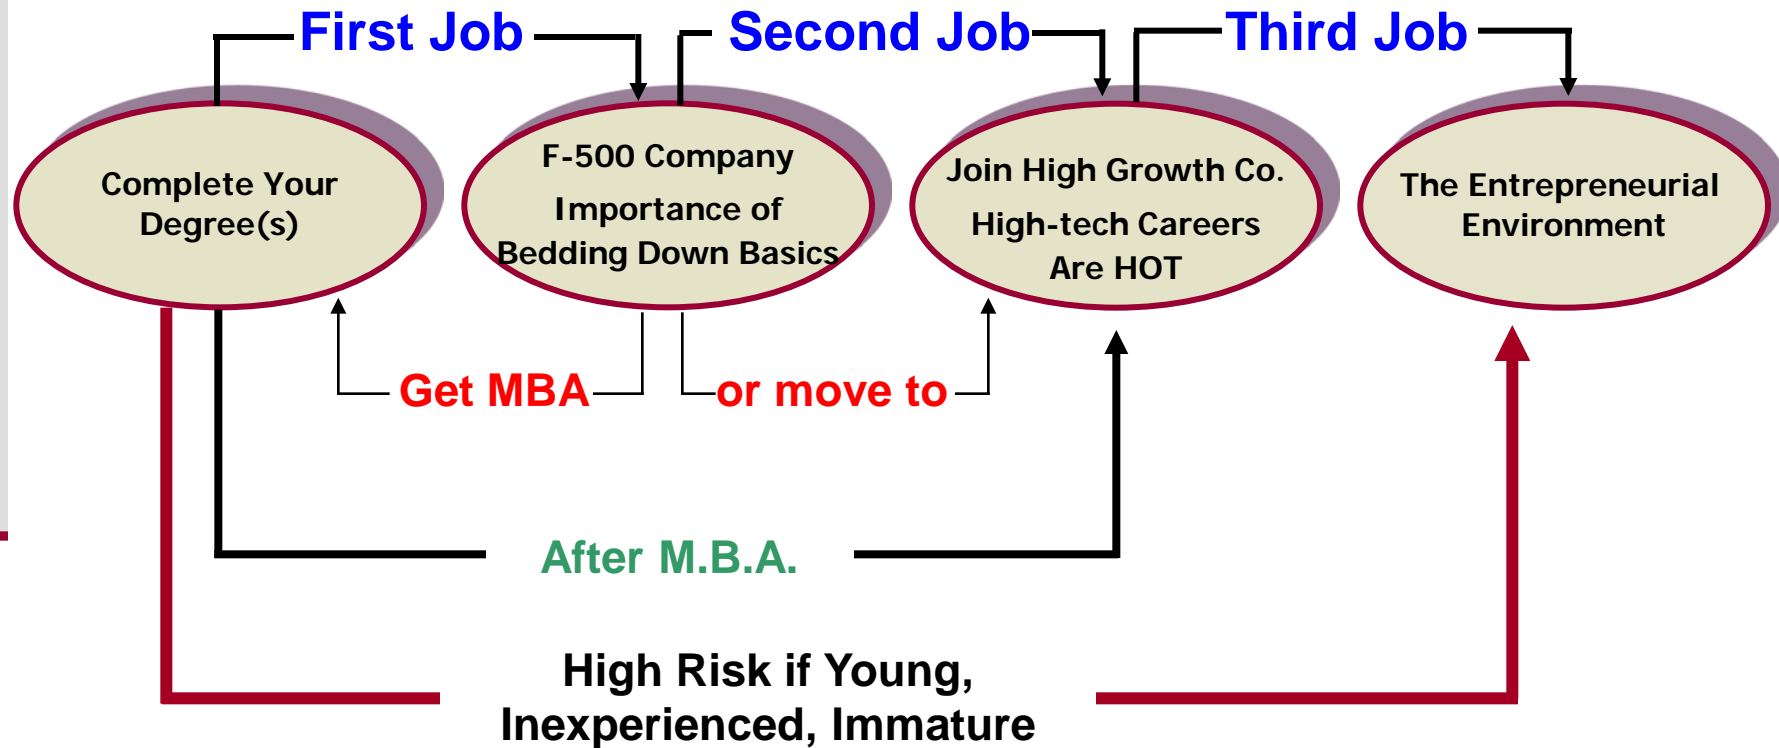 First Job
Second Job
Third Job
Complete Your
Degree(s)
F-500 Company
Importance of
Bedding Down Basics
Join High Growth Co.
High-tech Careers
Are HOT
The Entrepreneurial
Environment
Get MBA
or move to
After M.B.A.
High Risk if Young,
Inexperienced, Immature